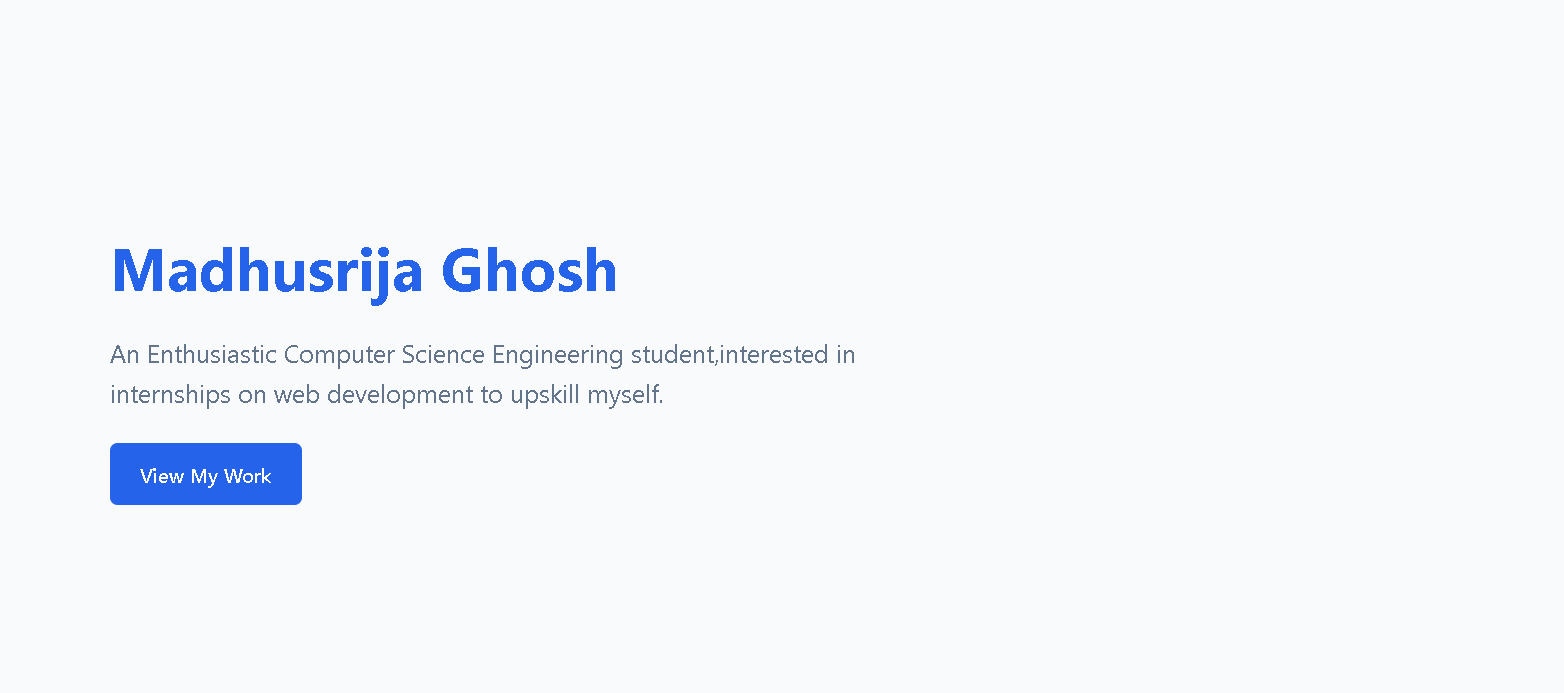 Madhusrija Ghosh
An Enthusiastic Computer Science Engineering student,interested in
internships on web development to upskill myself.
View My Work